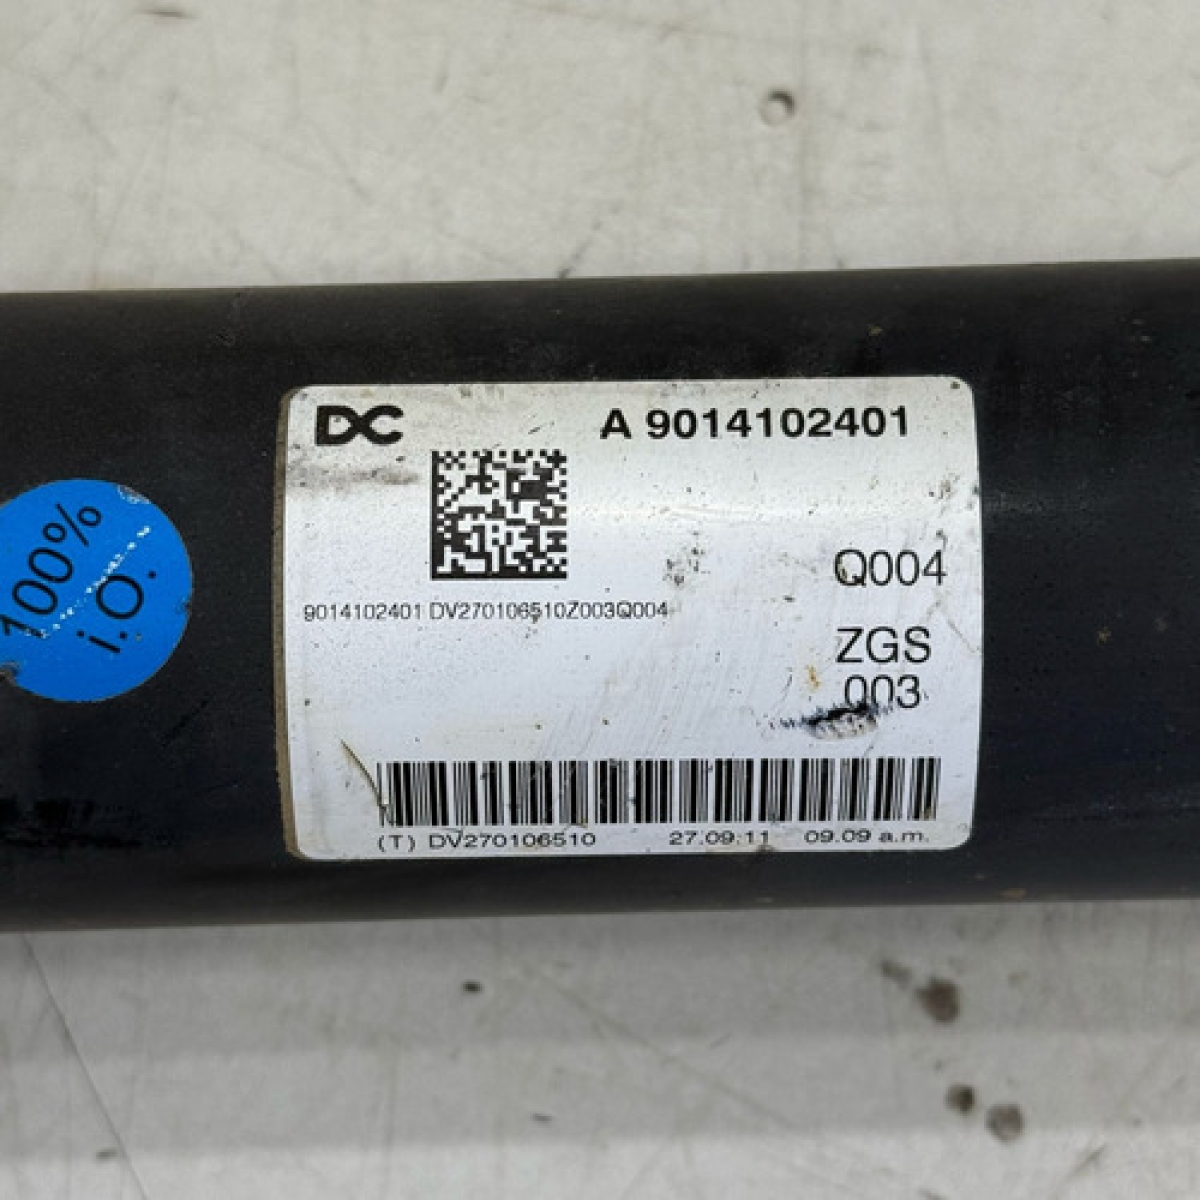 DC
A 9014102401
100%
i.O.
Q004
9014102401 DV270106510Z003Q004
ZGS
003
(T) DV270106510 27.09.11 09.09 a.m.